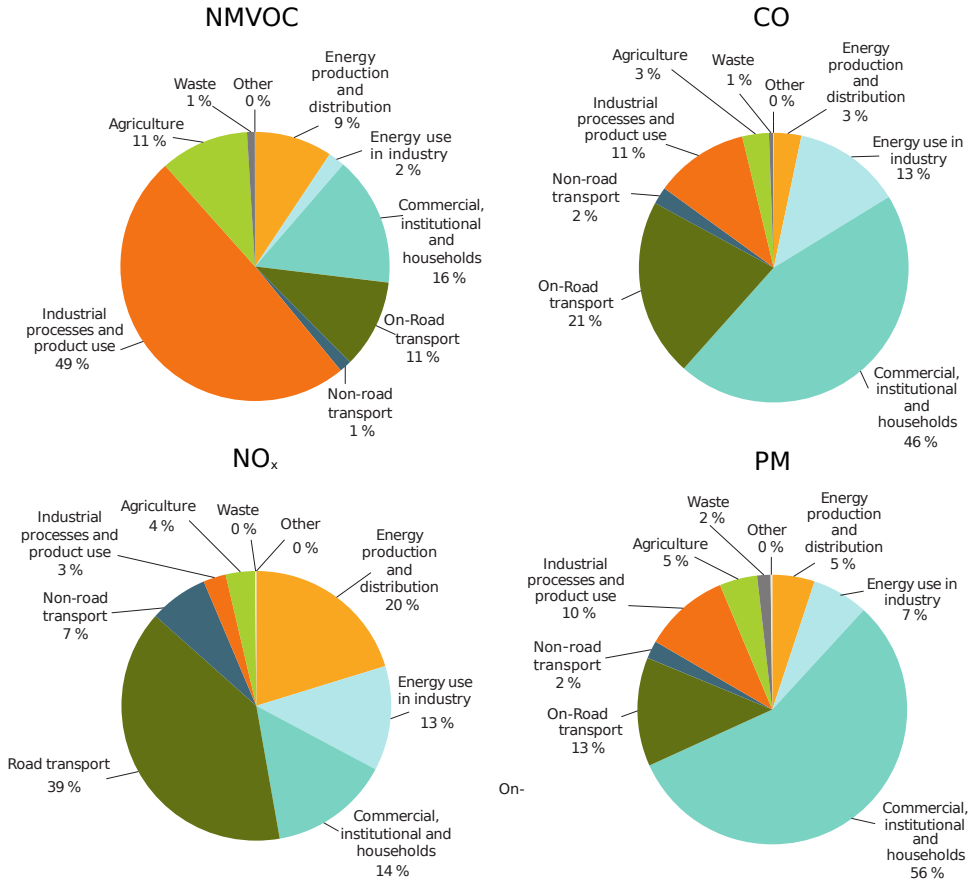 NMVOC
Energy
production
and
distribution
9 %
Energy use
in industry
2 %
Commercial,
institutional
and
households
16 %
On-Road
transport
11 %
Non-road
transport
1 %
Industrial
processes and
product use
49 %
Agriculture
11 %
Waste
1 %
Other
0 %
CO
Energy
production
and
distribution
3 %
Energy use in
industry
13 %
Commercial,
institutional
and
households
46 %
On-Road
transport
21 %
Non-road
transport
2 %
Industrial
processes and
product use
11 %
Agriculture
3 %
Waste
1 %
Other
0 %
NOx
Energy
production
and
distribution
20 %
Energy use
in industry
13 %
Commercial,
institutional and
households
14 %
Road transport
39 %
Non-road
transport
7 %
Industrial
processes and
product use
3 %
Agriculture
4 %
Waste
0 %
Other
0 %
On-
PM
Energy
production
and
distribution
5 %
Energy use in
industry
7 %
Commercial,
institutional
and
households
56 %
On-Road
transport
13 %
Non-road
transport
2 %
Industrial
processes and
product use
10 %
Agriculture
5 %
Waste
2 %
Other
0 %